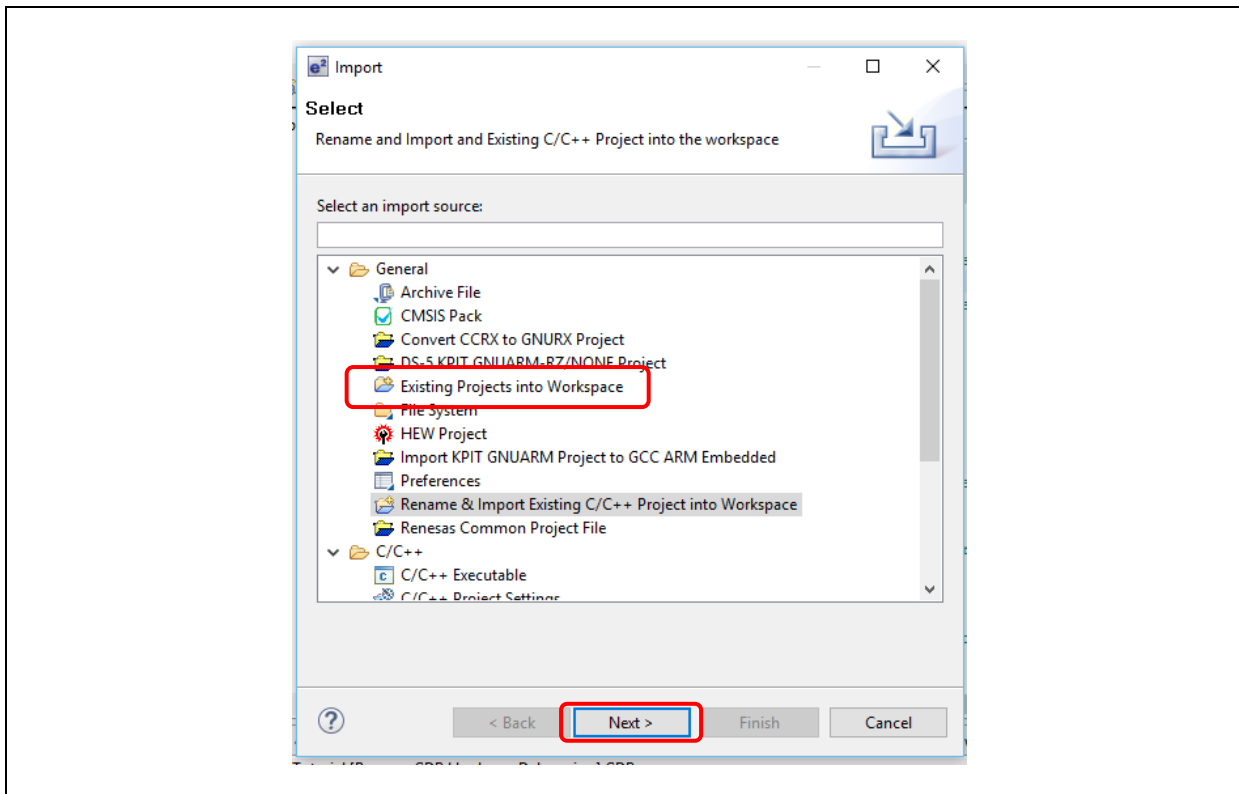 e² Import
Select
Rename and Import and Existing C/C++ Project into the workspace
Select an import source:
General
Archive File
CMSIS Pack
Convert CCRX to GNURX Project
DS-5 KPIT GNUARM-RZ/NONE Project
Existing Projects into Workspace
File System
HEW Project
Import KPIT GNUARM Project to GCC ARM Embedded
Preferences
Rename & Import Existing C/C++ Project into Workspace
Renesas Common Project File
C/C++
C/C++ Executable
C/C++ Project Settings
? < Back Next > Finish Cancel